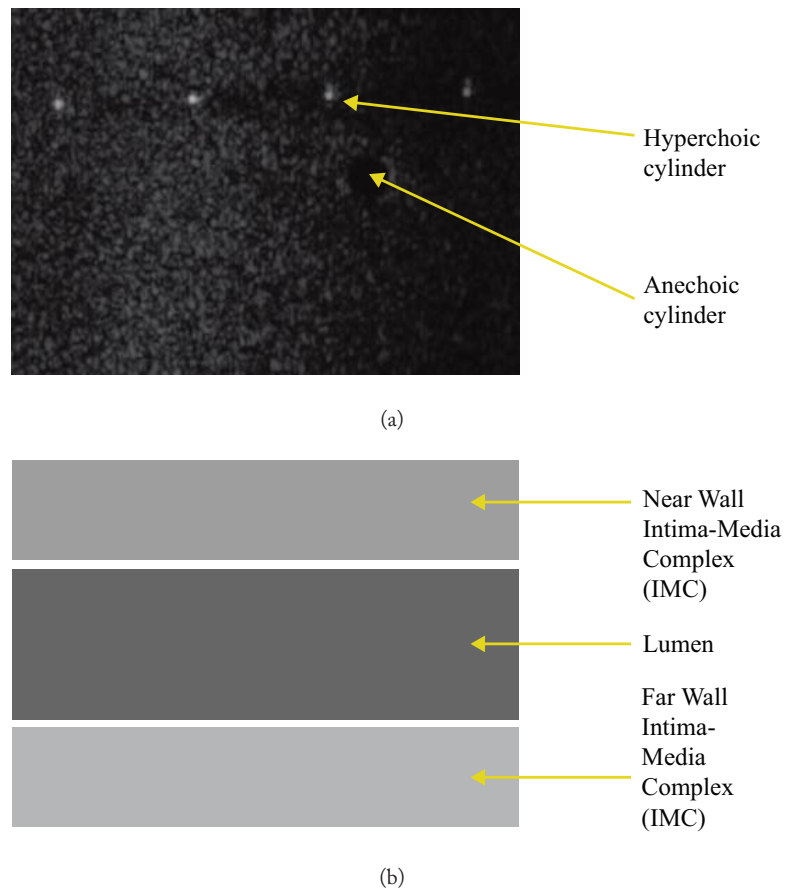 Hyperchoic
cylinder
Anechoic
cylinder
(a)
Near Wall
Intima-Media
Complex
(IMC)
Lumen
Far Wall
Intima-
Media
Complex
(IMC)
(b)